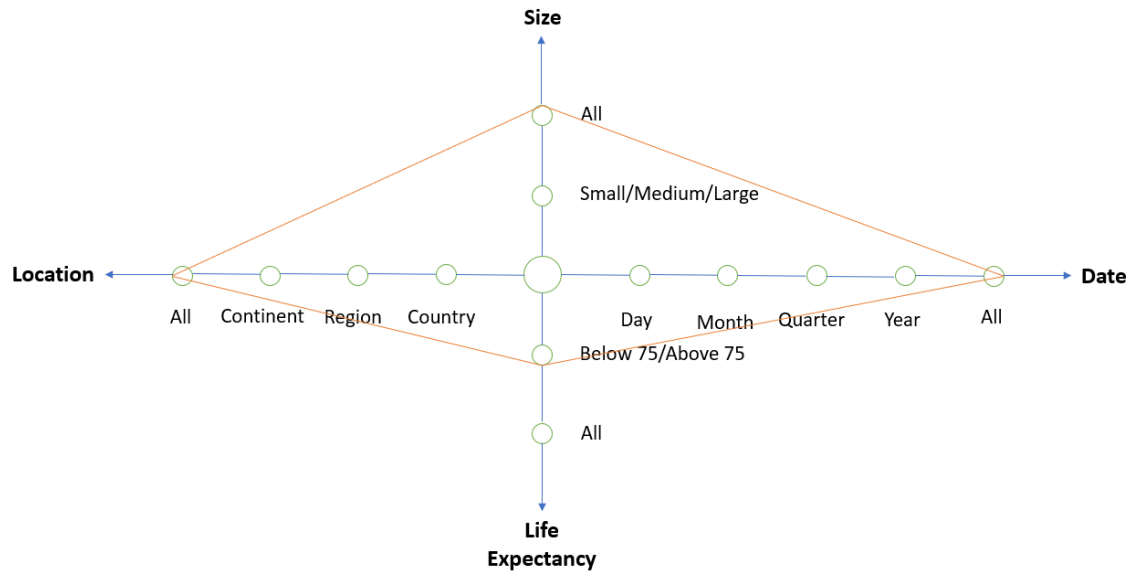 Size
All
Small/Medium/Large
Location
Date
All
Continent
Region
Country
Day
Month
Quarter
Year
All
Below 75/Above 75
All
Life
Expectancy